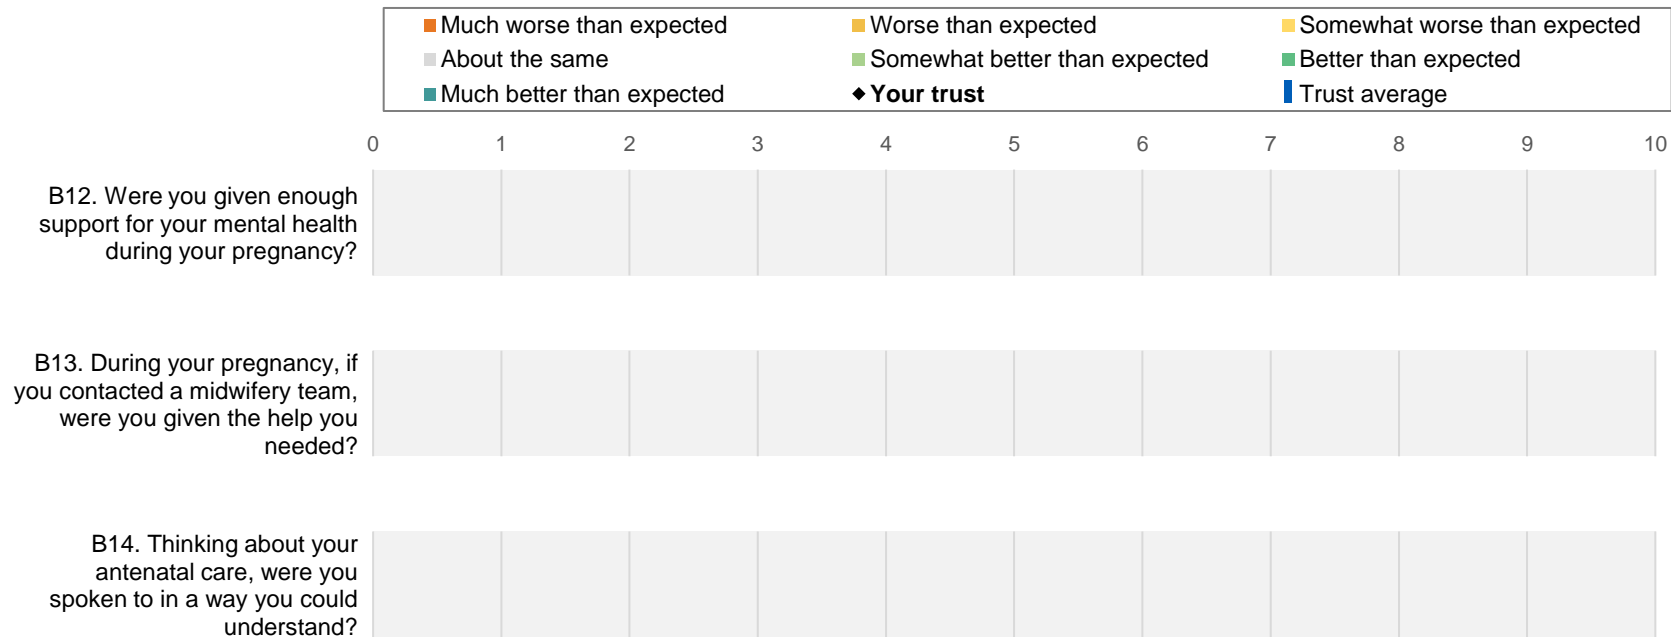 Much worse than expected Worse than expected Somewhat worse than expected
About the same Somewhat better than expected Better than expected
Much better than expected Your trust Trust average
0 1 2 3 4 5 6 7 8 9 10
B12. Were you given enough
support for your mental health
during your pregnancy?
B13. During your pregnancy, if
you contacted a midwifery team,
were you given the help you
needed?
B14. Thinking about your
antenatal care, were you
spoken to in a way you could
understand?